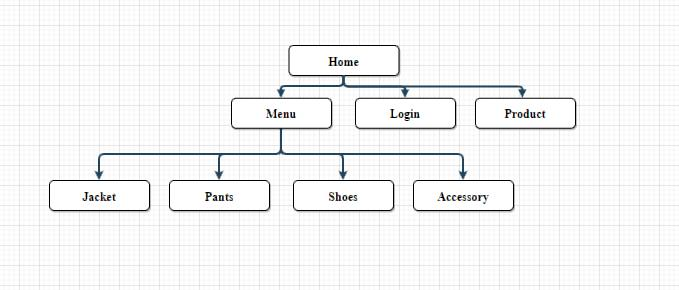 Home
Menu
Login
Product
Jacket
Pants
Shoes
Accessory